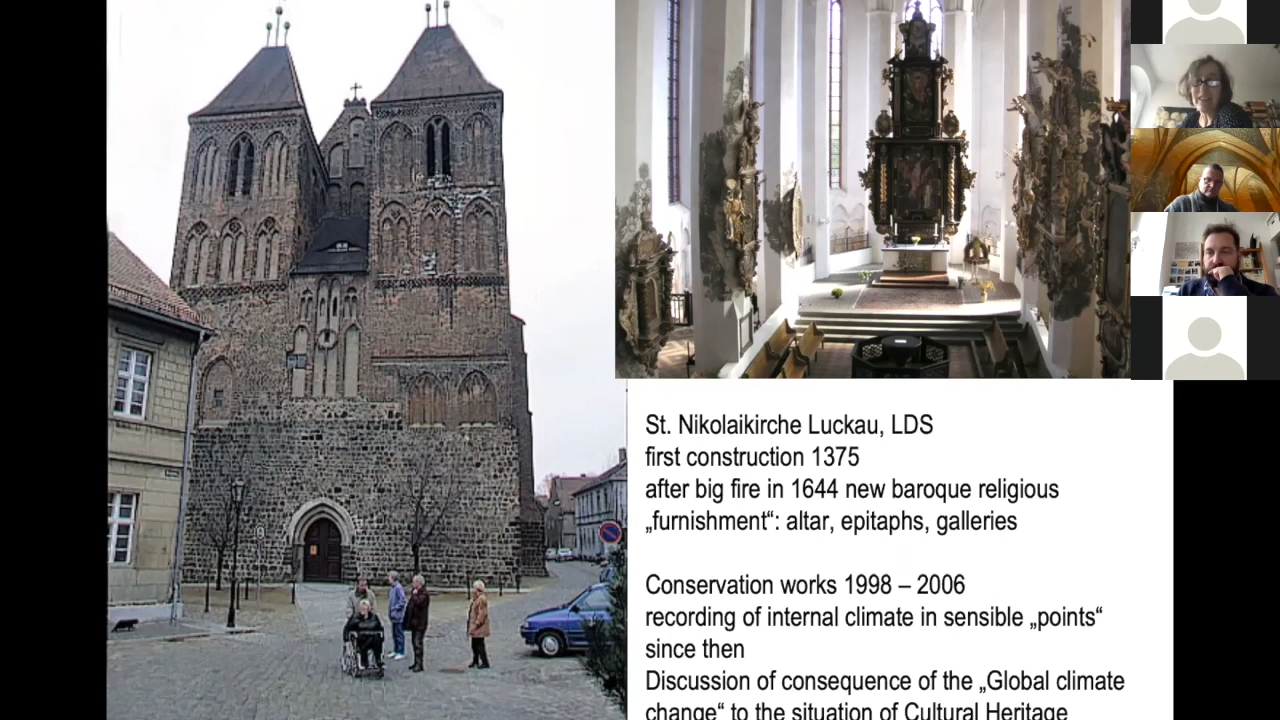 St. Nikolaikirche Luckau, LDS
first construction 1375
after big fire in 1644 new baroque religious
„furnishment“: altar, epitaphs, galleries
Conservation works 1998 – 2006
recording of internal climate in sensible „points“
since then
Discussion of consequence of the „Global climate
change“ to the situation of Cultural Heritage